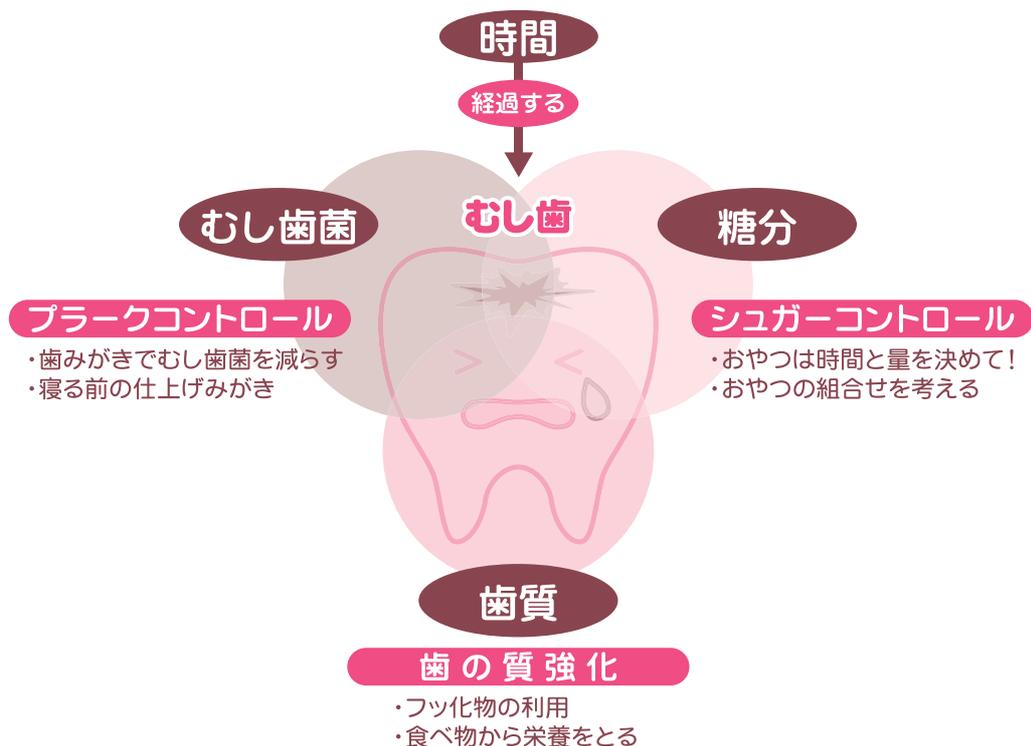 時間
経過する
むし歯
むし歯菌
プラークコントロール
・歯みがきでむし歯菌を減らす
・寝る前の仕上げみがき
糖分
シュガーコントロール
・おやつは時間と量を決めて!
・おやつの組合せを考える
歯質
歯の質強化
・フッ化物の利用
・食べ物から栄養をとる